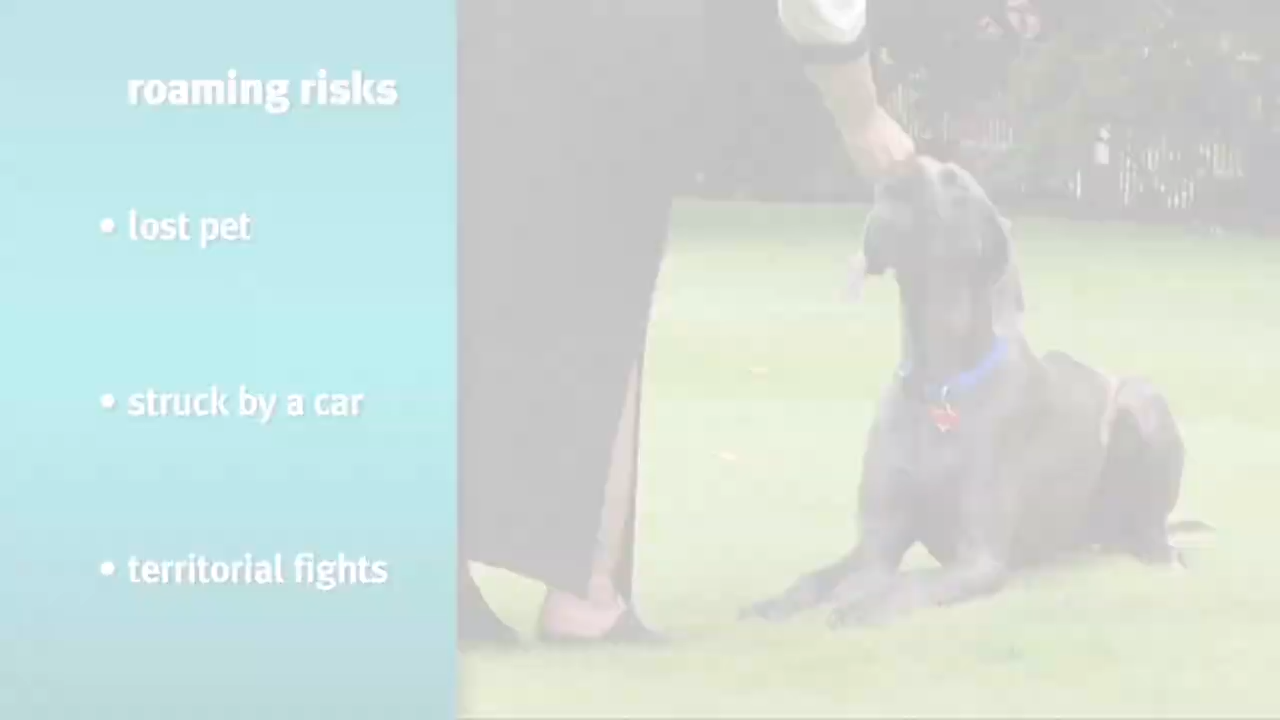 roaming risks
• lost pet
• struck by a car
• territorial fights